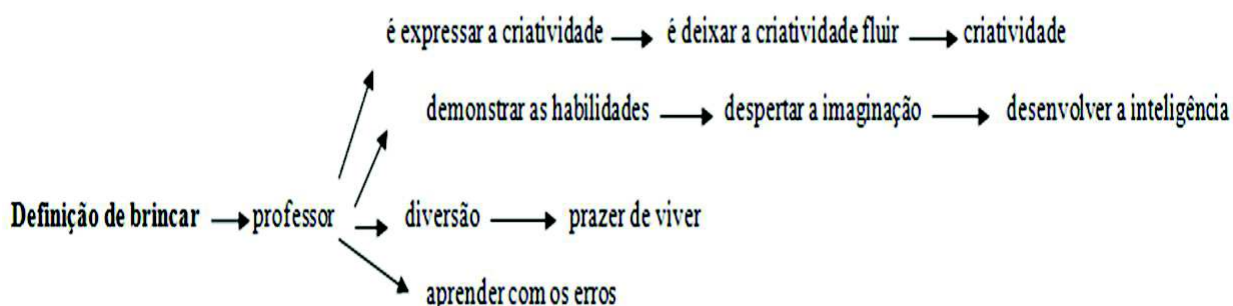 é expressar a criatividade → é deixar a criatividade fluir → criatividade
demonstrar as habilidades → despertar a imaginação → desenvolver a inteligência
Definição de brincar → professor → diversão → prazer de viver
aprender com os erros